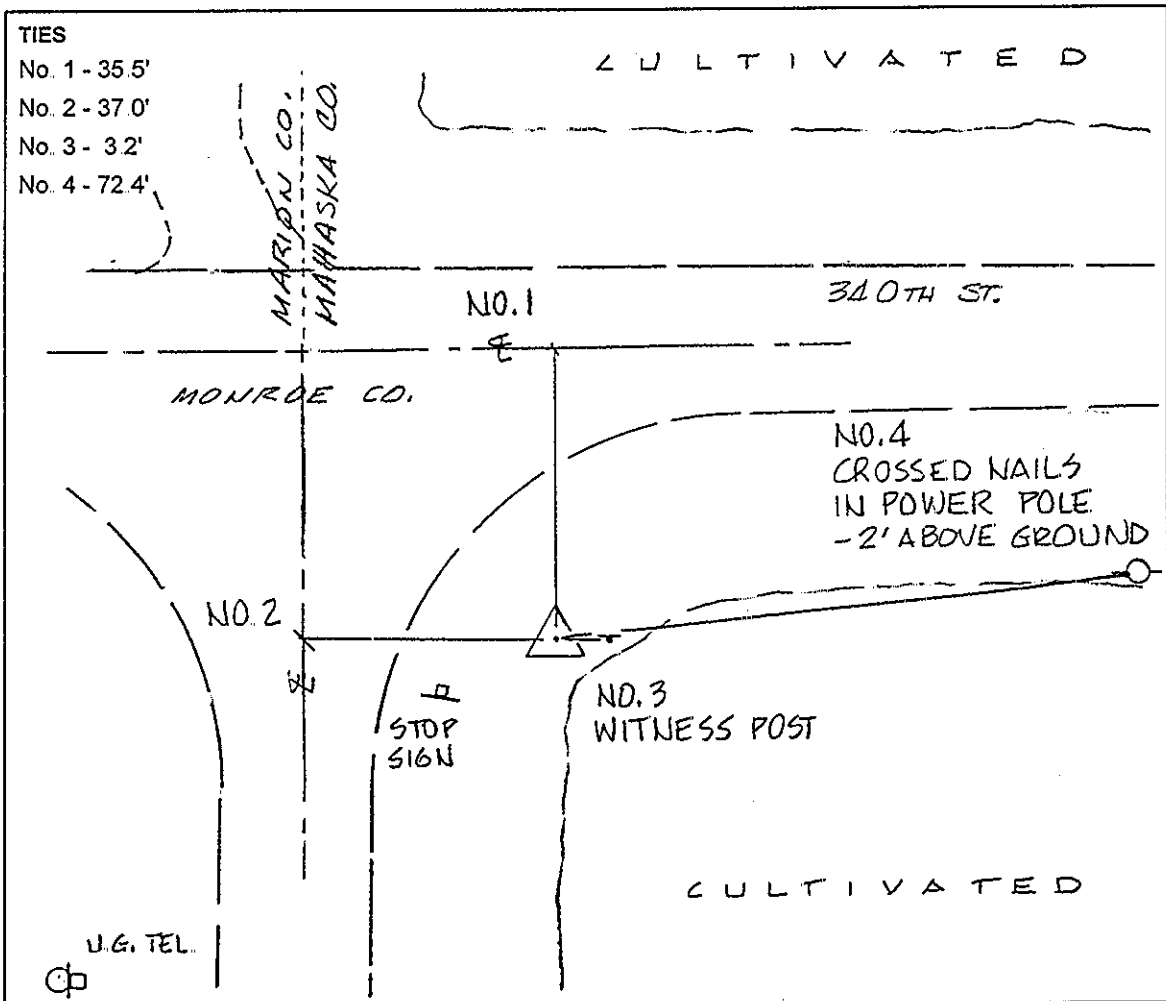 TIES
No. 1 - 35.5'
No. 2 - 37.0'
No. 3 - 3.2'
No. 4 - 72.4'
CULTIVATED
MARION CO.
MAHASKA CO.
NO.1
340TH ST.
℄
MONROE CO.
NO.4
CROSSED NAILS
IN POWER POLE
-2' ABOVE GROUND
NO.2
℄
NO.3
WITNESS POST
STOP
SIGN
CULTIVATED
U.G. TEL.